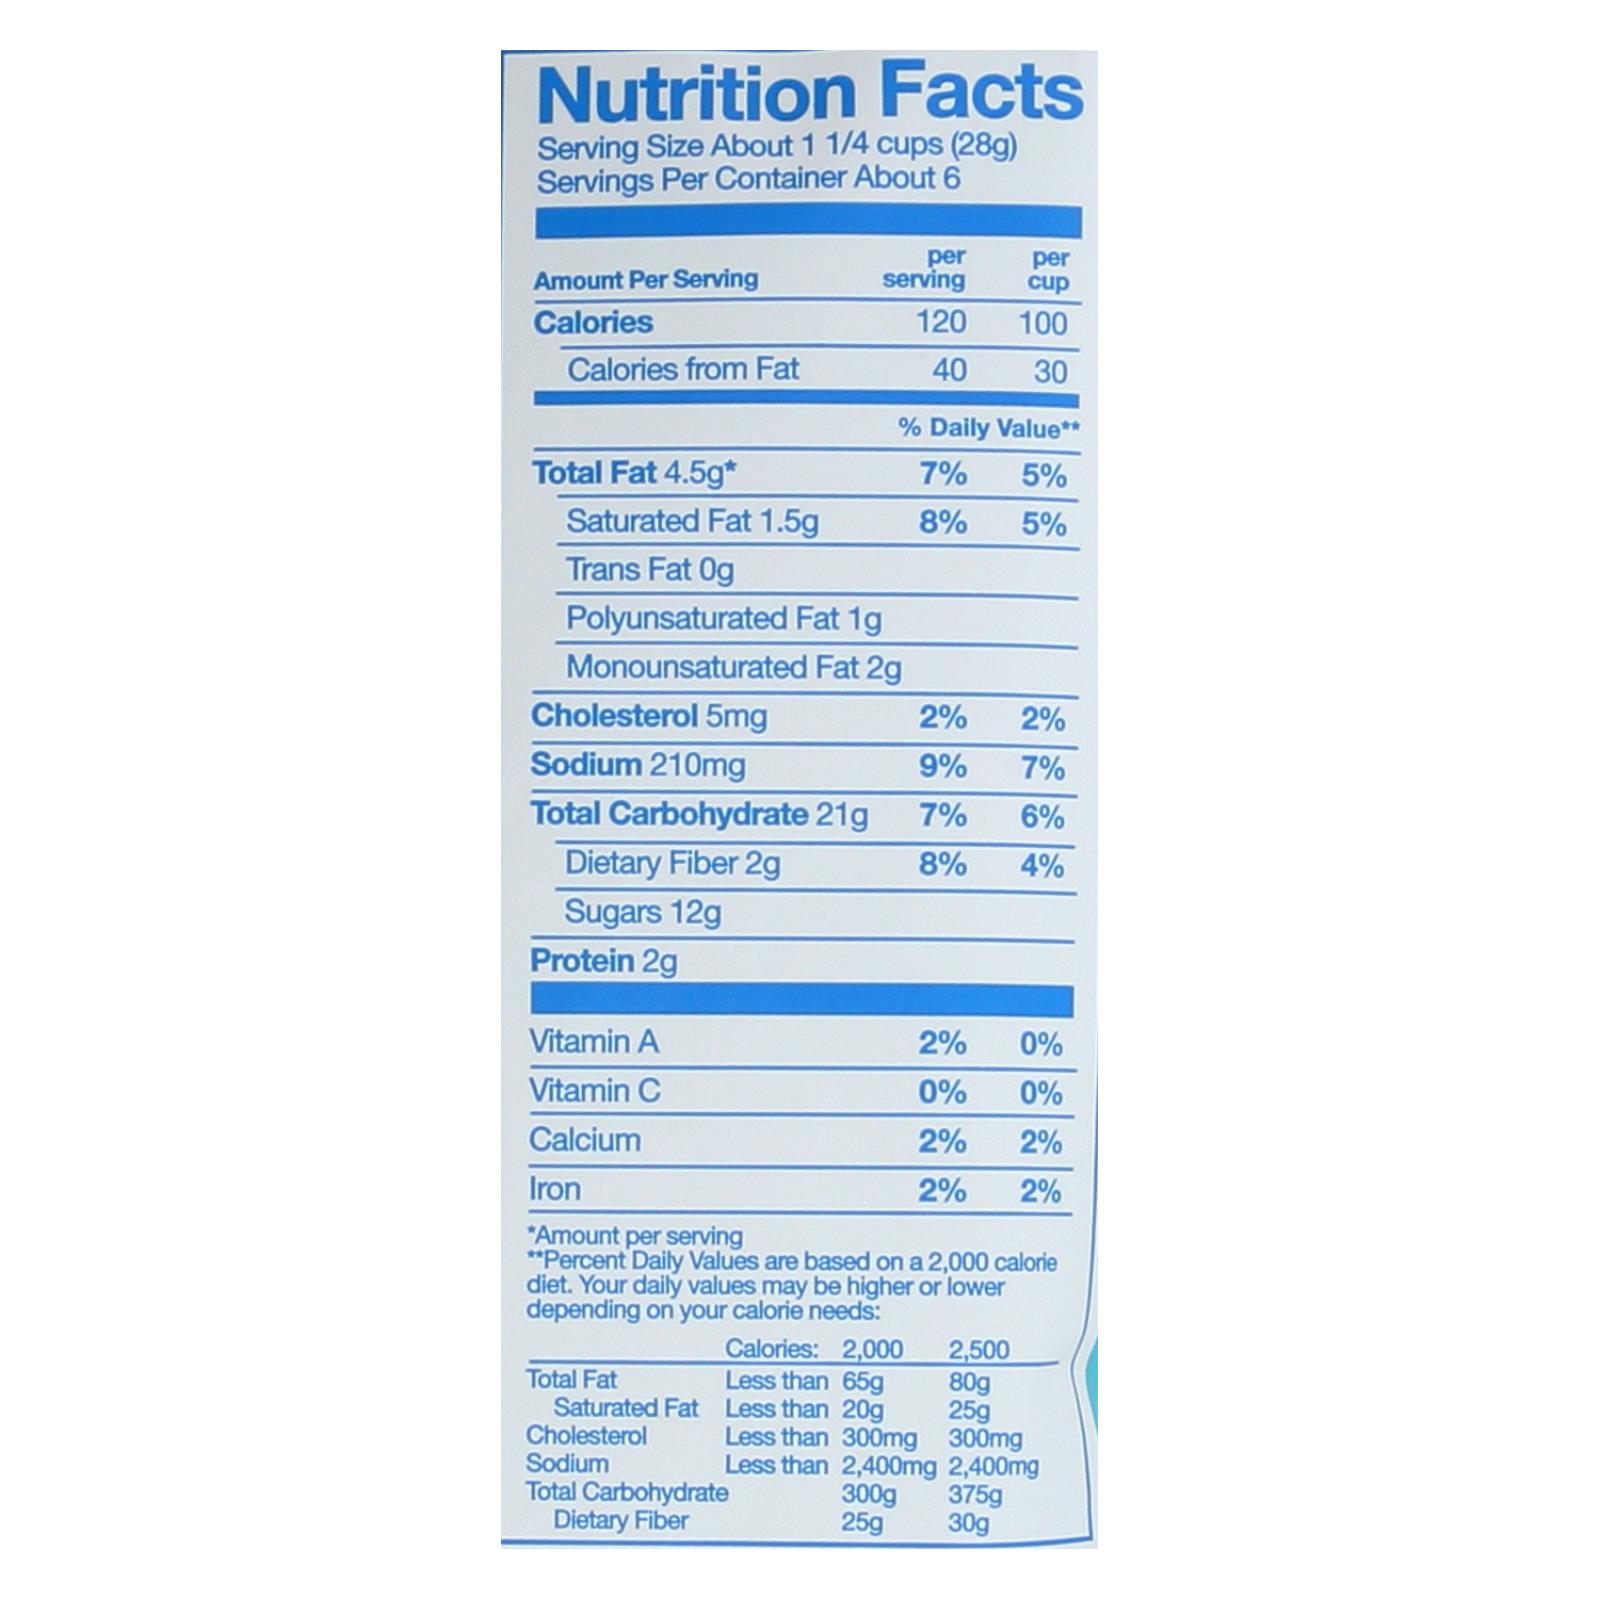 Nutrition Facts
Serving Size About 1 1/4 cups (28g)
Servings Per Container About 6
Amount Per Serving per serving per cup
Calories 120 100
Calories from Fat 40 30
% Daily Value**
Total Fat 4.5g* 7% 5%
Saturated Fat 1.5g 8% 5%
Trans Fat 0g
Polyunsaturated Fat 1g
Monounsaturated Fat 2g
Cholesterol 5mg 2% 2%
Sodium 210mg 9% 7%
Total Carbohydrate 21g 7% 6%
Dietary Fiber 2g 8% 4%
Sugars 12g
Protein 2g
Vitamin A 2% 0%
Vitamin C 0% 0%
Calcium 2% 2%
Iron 2% 2%
*Amount per serving
**Percent Daily Values are based on a 2,000 calorie
diet. Your daily values may be higher or lower
depending on your calorie needs:
Calories: 2,000 2,500
Total Fat Less than 65g 80g
Saturated Fat Less than 20g 25g
Cholesterol Less than 300mg 300mg
Sodium Less than 2,400mg 2,400mg
Total Carbohydrate 300g 375g
Dietary Fiber 25g 30g